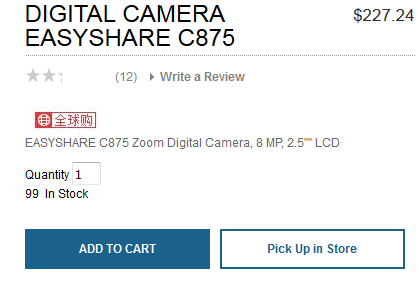 DIGITAL CAMERA
EASYSHARE C875
$227.24
(12) Write a Review
全球购
EASYSHARE C875 Zoom Digital Camera, 8 MP, 2.5"" LCD
Quantity 1
99 In Stock
ADD TO CART
Pick Up in Store